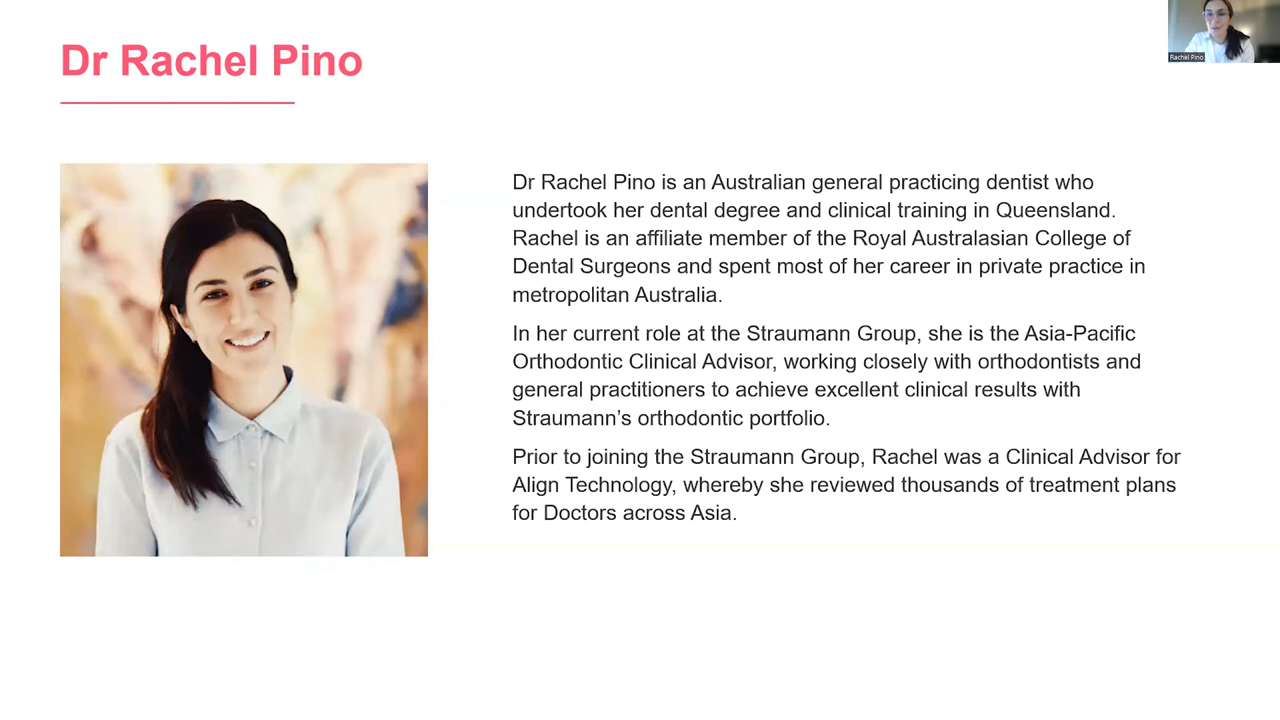 Dr Rachel Pino
Rachel Pino
Dr Rachel Pino is an Australian general practicing dentist who
undertook her dental degree and clinical training in Queensland.
Rachel is an affiliate member of the Royal Australasian College of
Dental Surgeons and spent most of her career in private practice in
metropolitan Australia.
In her current role at the Straumann Group, she is the Asia-Pacific
Orthodontic Clinical Advisor, working closely with orthodontists and
general practitioners to achieve excellent clinical results with
Straumann’s orthodontic portfolio.
Prior to joining the Straumann Group, Rachel was a Clinical Advisor for
Align Technology, whereby she reviewed thousands of treatment plans
for Doctors across Asia.